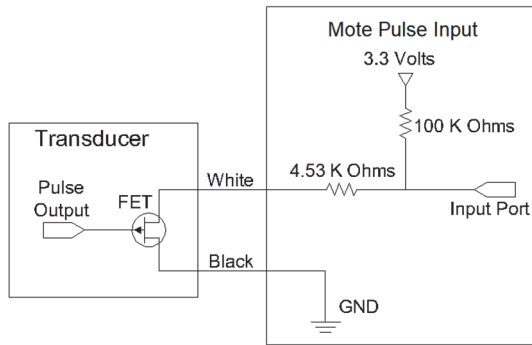 Mote Pulse Input
3.3 Volts
100 K Ohms
Transducer
4.53 K Ohms
White
Pulse
Output
FET
Input Port
Black
GND